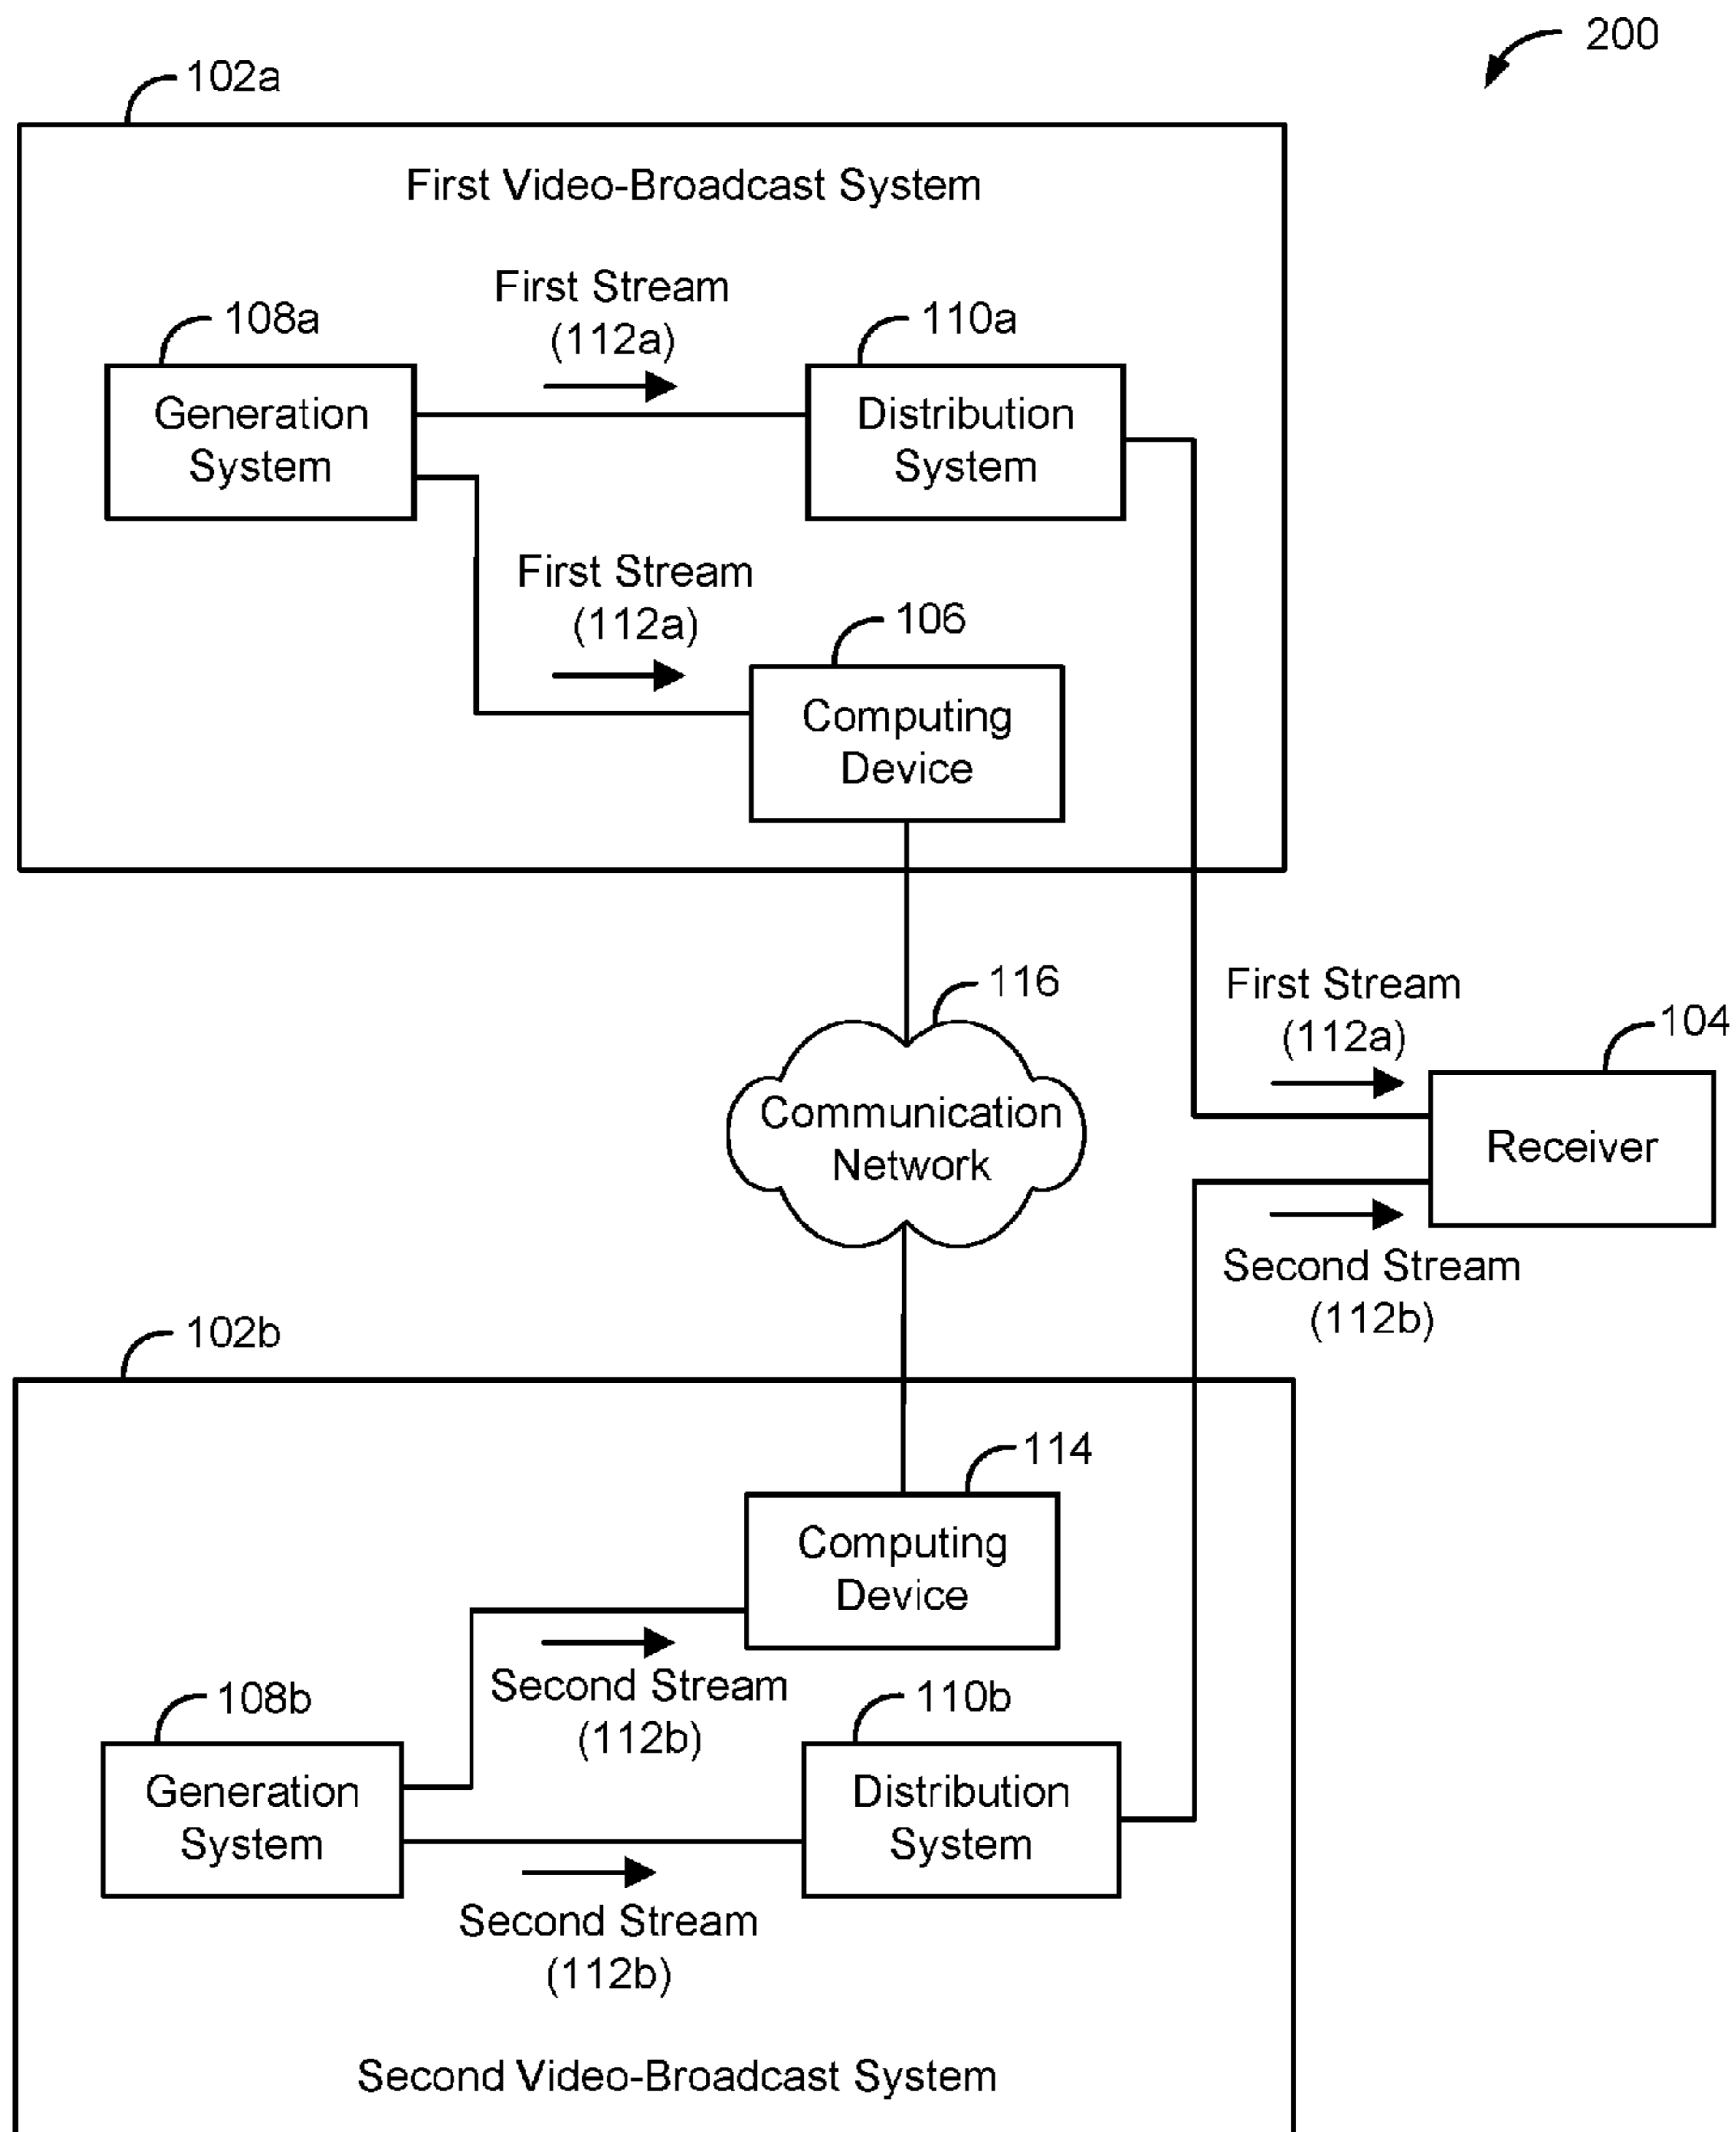 200
102a
First Video-Broadcast System
First Stream
(112a)
108a
110a
Generation
System
Distribution
System
First Stream
(112a)
106
Computing
Device
116
First Stream
(112a)
104
Communication
Network
Receiver
Second Stream
(112b)
102b
114
Computing
Device
Second Stream
(112b)
108b
110b
Generation
System
Distribution
System
Second Stream
(112b)
Second Video-Broadcast System